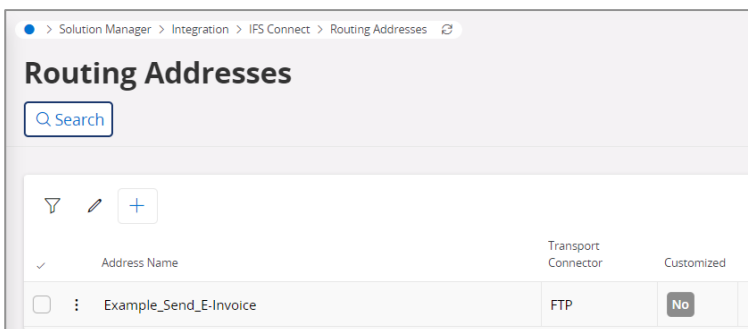 > Solution Manager > Integration > IFS Connect > Routing Addresses
Routing Addresses
Search
Address Name
Transport Connector
Customized
Example_Send_E-Invoice
FTP
No